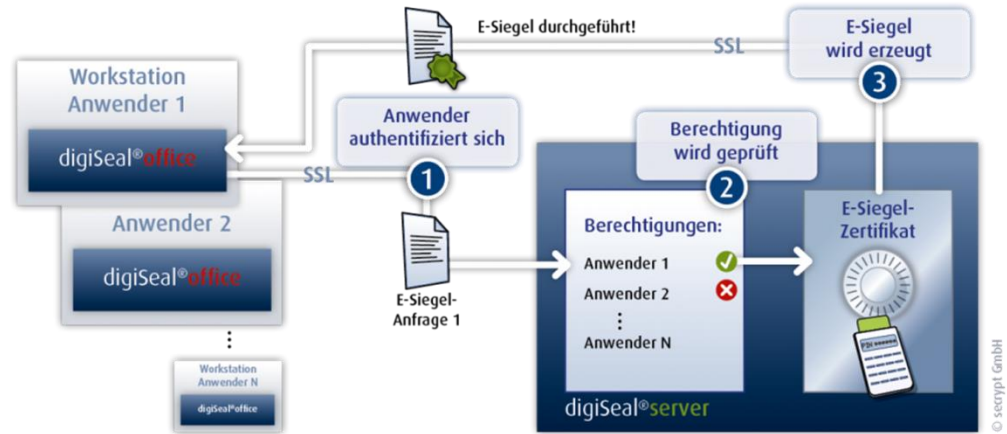 E-Siegel durchgeführt!
SSL
E-Siegel
wird erzeugt
3
Workstation
Anwender 1
digiSeal®office
Anwender
authentifiziert sich
SSL
1
Berechtigung
wird geprüft
2
Anwender 2
digiSeal®office
E-Siegel-
Anfrage 1
Berechtigungen:
Anwender 1
Anwender 2
Anwender N
E-Siegel-
Zertifikat
Workstation
Anwender N
digiSeal®office
digiSeal®server
© secrypt GmbH